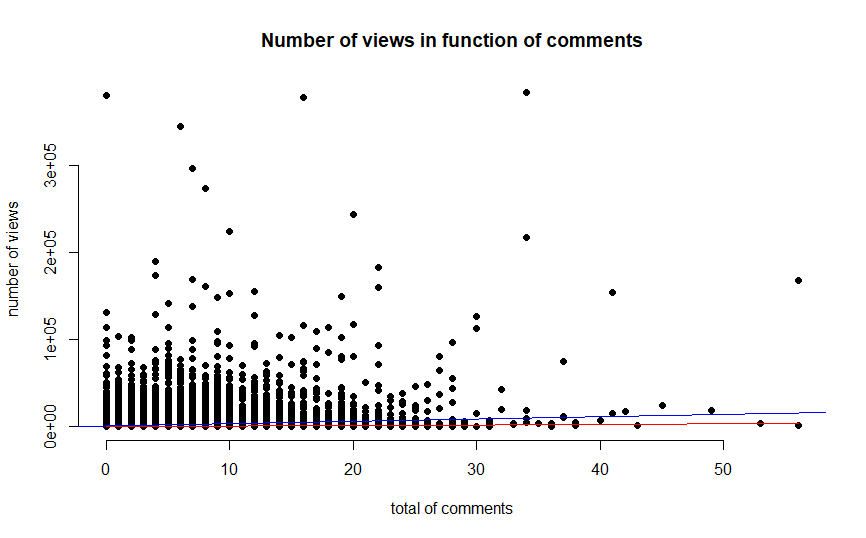 Number of views in function of comments
3e+05
2e+05
1e+05
0e+00
number of views
0 10 20 30 40 50
total of comments